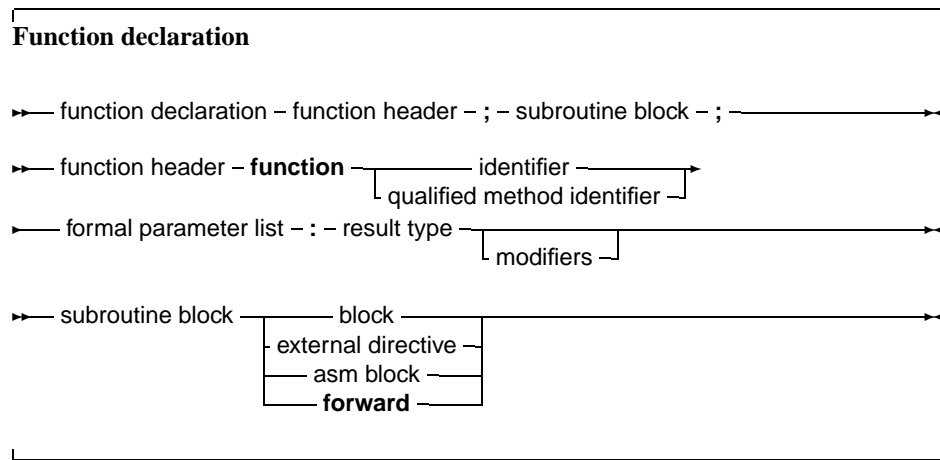 Function declaration
function declaration function header ; subroutine block ;
function header function identifier
qualified method identifier
formal parameter list : result type
modifiers
subroutine block block
external directive
asm block
forward